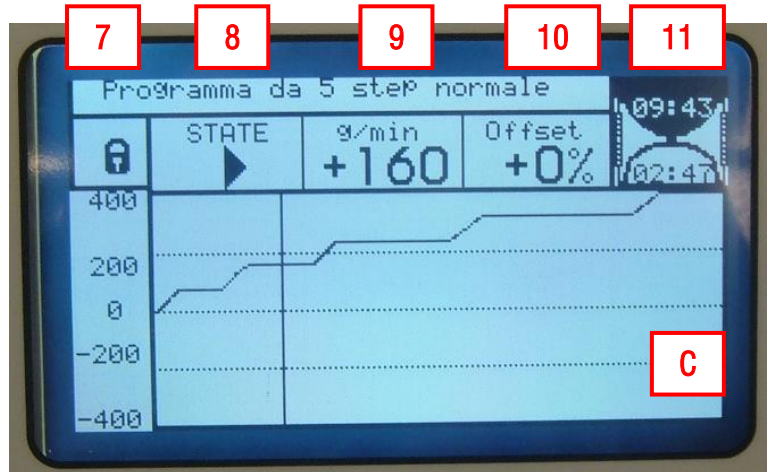 7 8 9 10 11
Programma da 5 step normale
09:43
STATE g/min Offset
+160 +0%
02:47
400
200
0
-200
-400
C